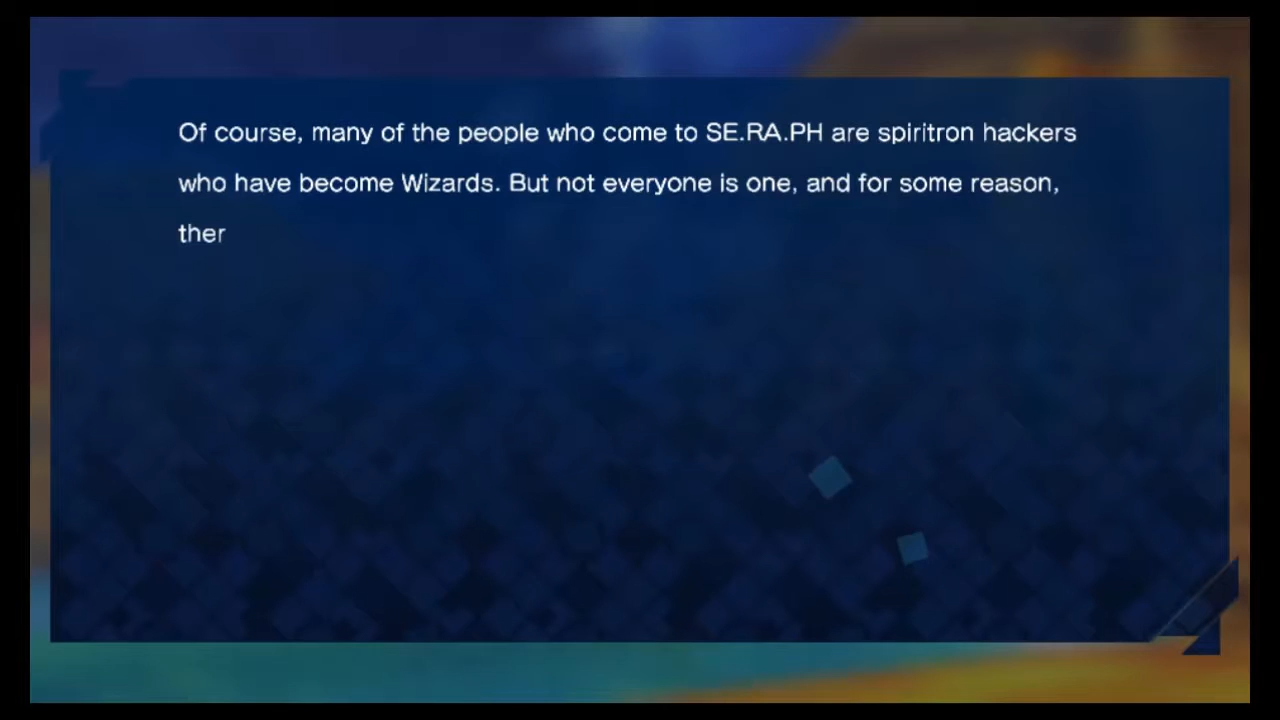 Of course, many of the people who come to SE.RA.PH are spiritron hackers
who have become Wizards. But not everyone is one, and for some reason,
ther